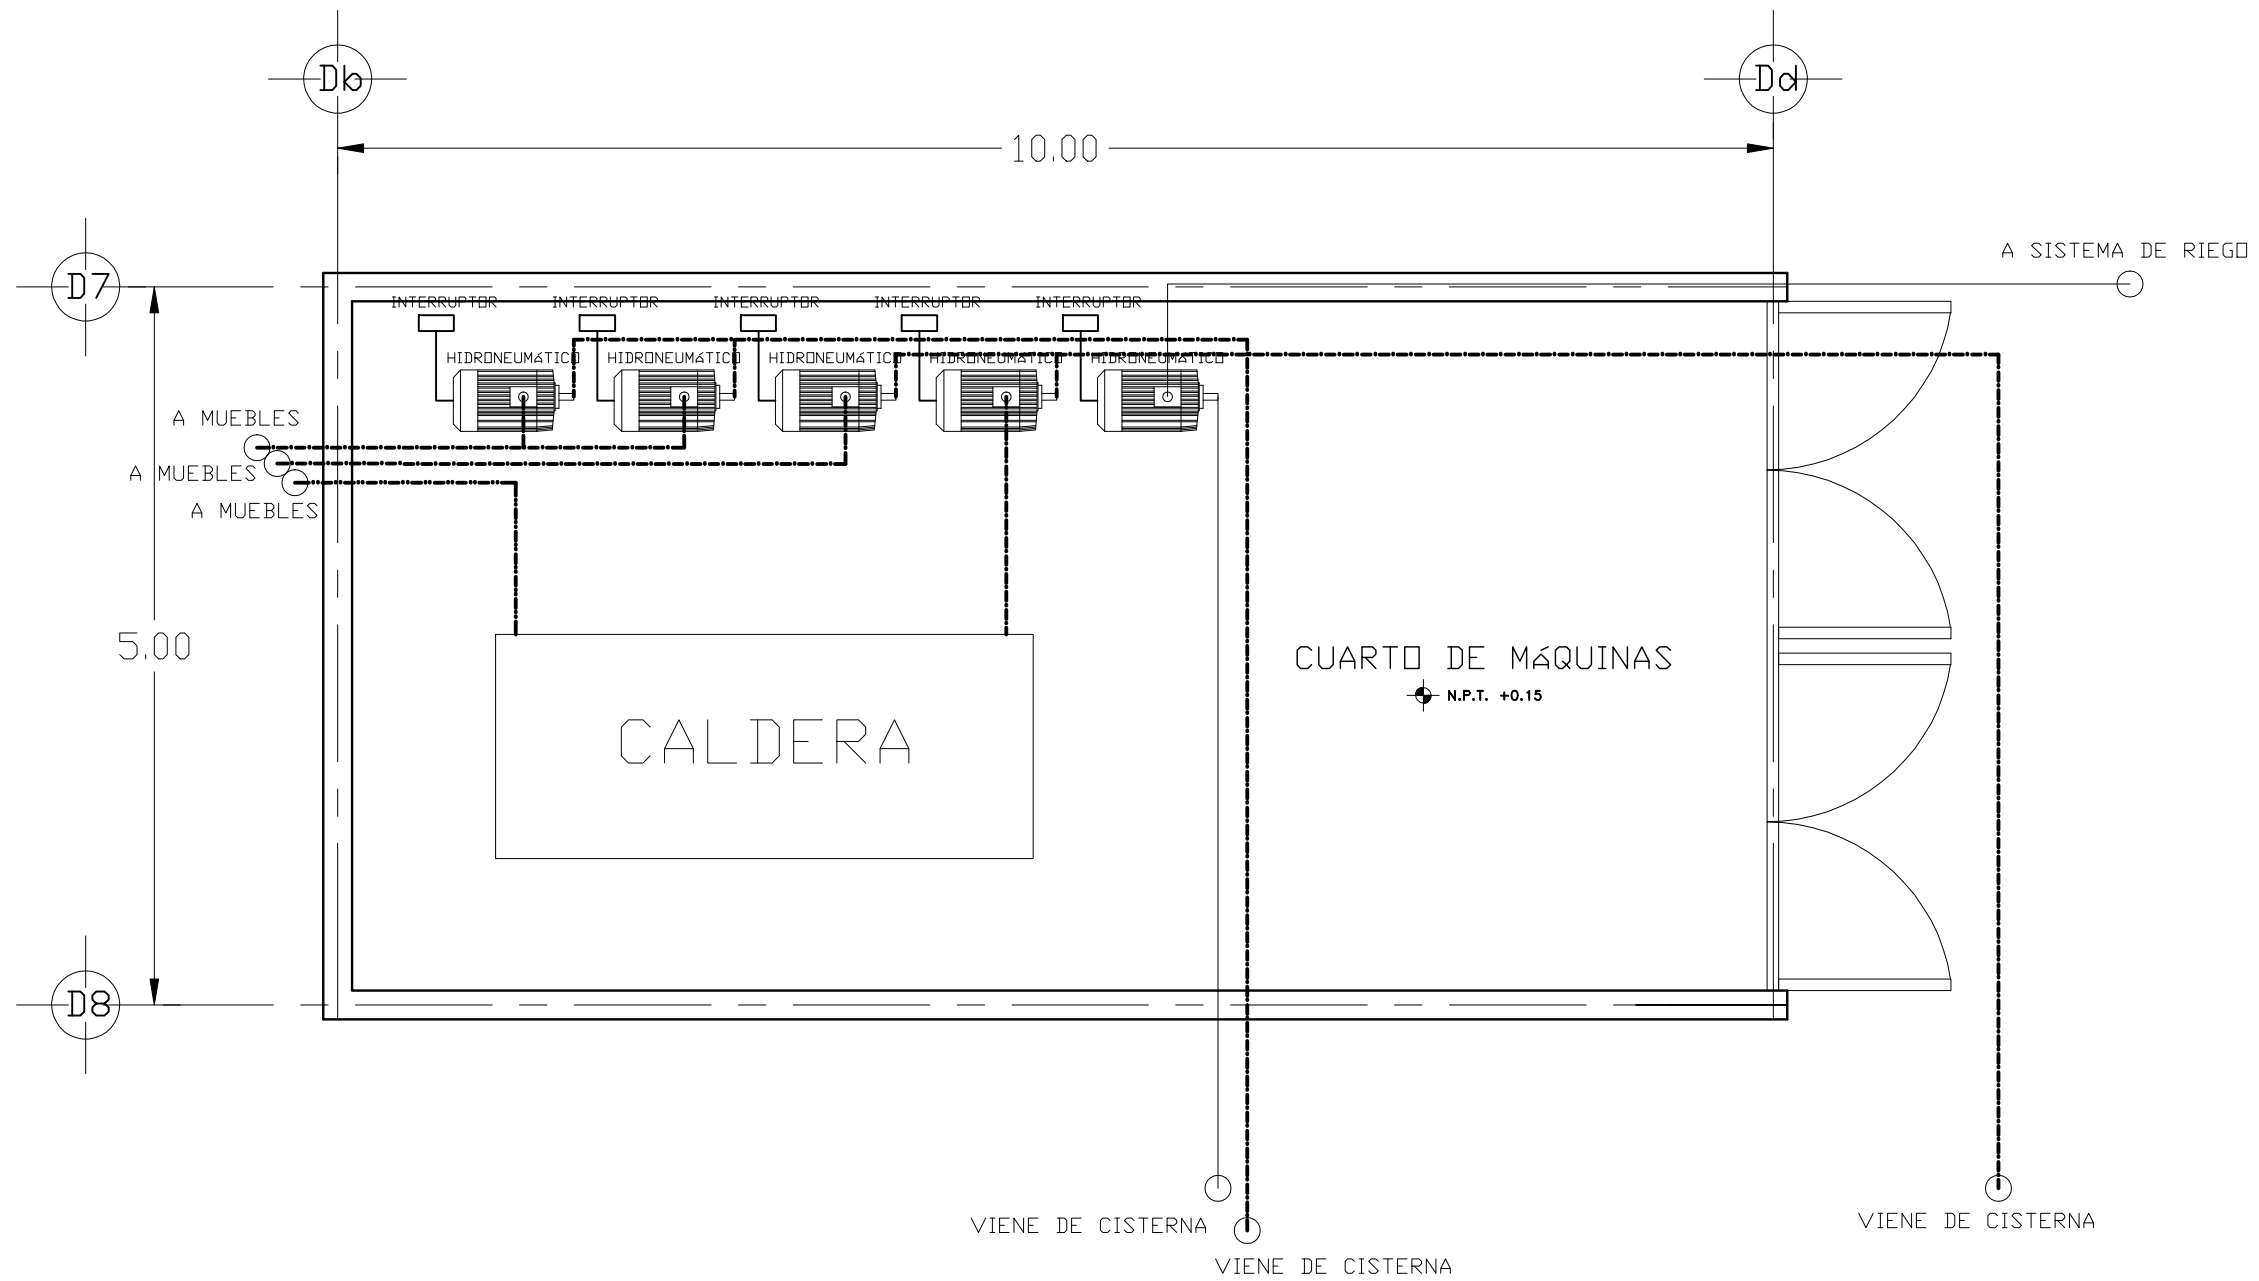 Db
Dd
10.00
A SISTEMA DE RIEGO
D7
INTERRUPTOR INTERRUPTOR INTERRUPTOR INTERRUPTOR INTERRUPTOR
HIDRONEUMáTICO HIDRONEUMáTICO HIDRONEUMáTICO HIDRONEUMáTICO HIDRONEUMáTICO
A MUEBLES
A MUEBLES
A MUEBLES
5.00
CUARTO DE MáQUINAS
N.P.T. +0.15
CALDERA
D8
VIENE DE CISTERNA
VIENE DE CISTERNA
VIENE DE CISTERNA